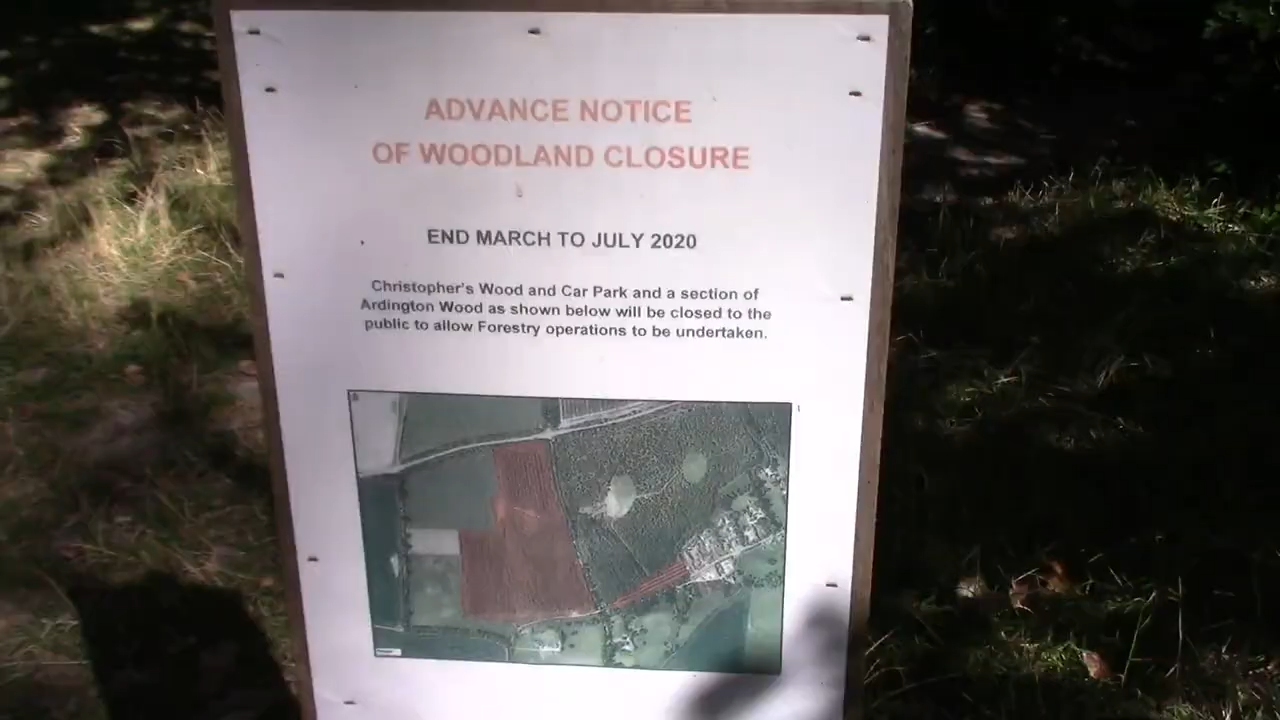 ADVANCE NOTICE
OF WOODLAND CLOSURE
END MARCH TO JULY 2020
Christopher's Wood and Car Park and a section of
Ardington Wood as shown below will be closed to the
public to allow Forestry operations to be undertaken.